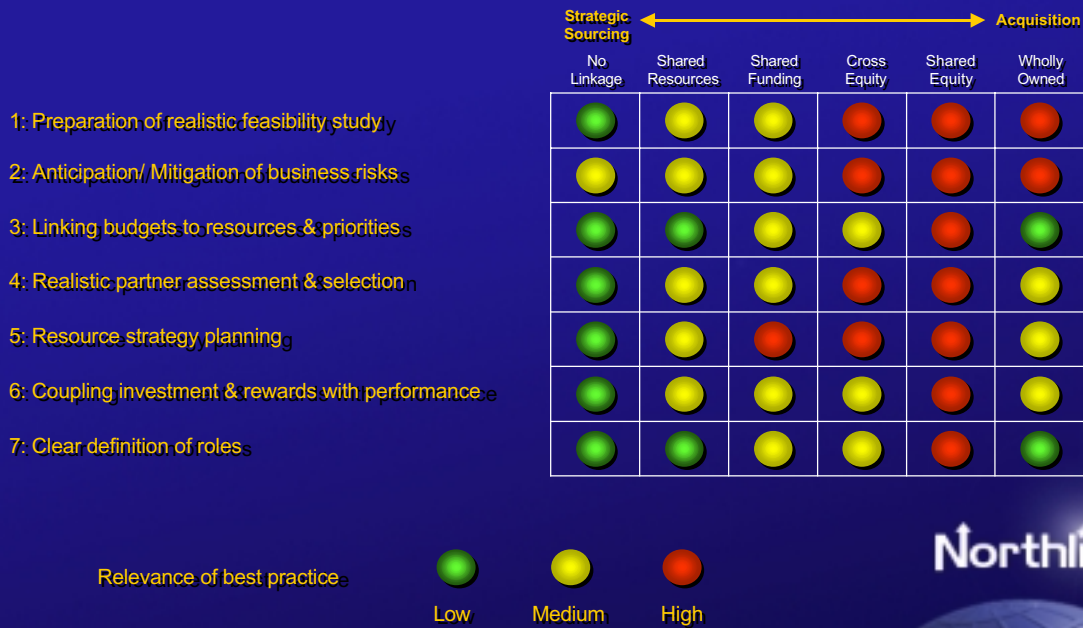 Strategic Sourcing
Acquisition
No Linkage
Shared Resources
Shared Funding
Cross Equity
Shared Equity
Wholly Owned
1: Preparation of realistic feasibility study
2: Anticipation/ Mitigation of business risks
3: Linking budgets to resources & priorities
4: Realistic partner assessment & selection
5: Resource strategy planning
6: Coupling investment & rewards with performance
7: Clear definition of roles
Northli
Relevance of best practice
Low
Medium
High